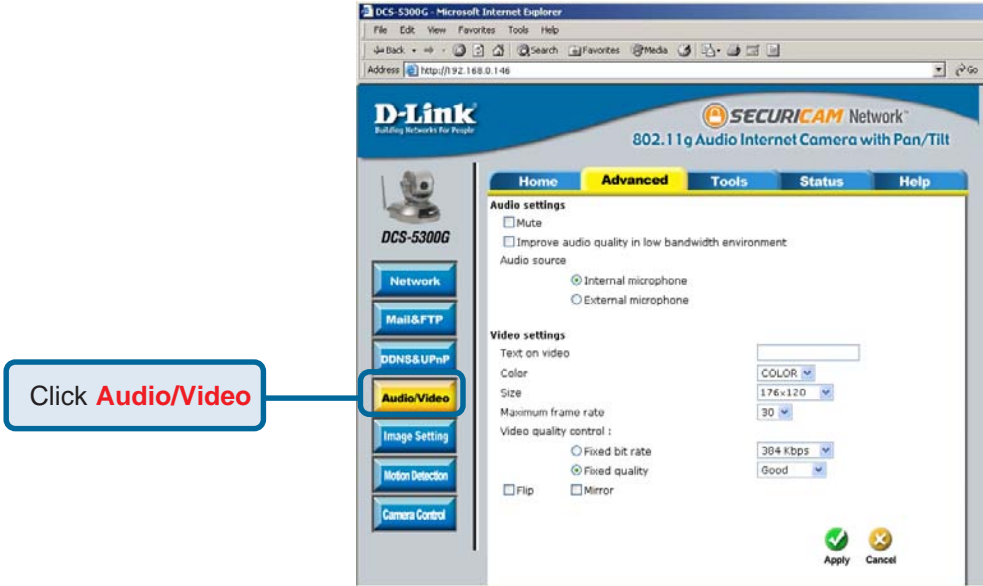 DCS-5300G - Microsoft Internet Explorer
File Edit View Favorites Tools Help
Back Search Favorites Media
Address http://192.168.0.146 Go
D-Link
Building Networks for People
SECURICAM Network™
802.11g Audio Internet Camera with Pan/Tilt
Home Advanced Tools Status Help
DCS-5300G
Network
Mail&FTP
DDNS&UPnP
Audio/Video
Image Setting
Motion Detection
Camera Control
Click Audio/Video
Audio settings
Mute
Improve audio quality in low bandwidth environment
Audio source
Internal microphone
External microphone
Video settings
Text on video
Color COLOR
Size 176x120
Maximum frame rate 30
Video quality control :
Fixed bit rate 384 Kbps
Fixed quality Good
Flip Mirror
Apply Cancel